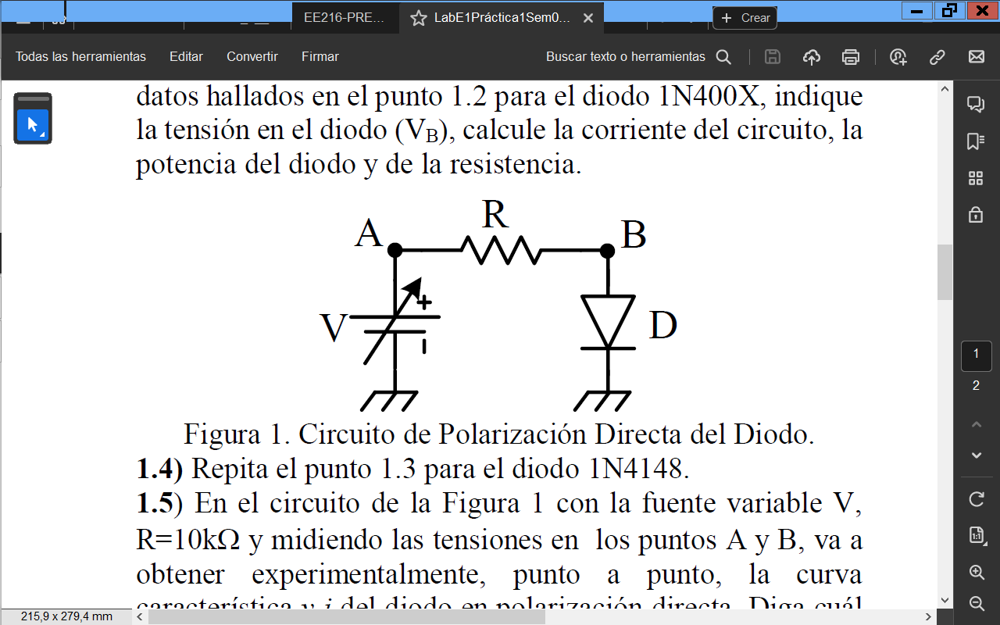 EE216-PRE...
LabE1Práctica1Sem0...
Crear
Todas las herramientas
Editar
Convertir
Firmar
Buscar texto o herramientas
datos hallados en el punto 1.2 para el diodo 1N400X, indique
la tensión en el diodo (VB), calcule la corriente del circuito, la
potencia del diodo y de la resistencia.
R
A
B
+
V
D
Figura 1. Circuito de Polarización Directa del Diodo.
1.4) Repita el punto 1.3 para el diodo 1N4148.
1.5) En el circuito de la Figura 1 con la fuente variable V,
R=10kΩ y midiendo las tensiones en los puntos A y B, va a
obtener experimentalmente, punto a punto, la curva
característica v i del diodo en polarización directa. Diga cuál
1
2
1:1
215,9 x 279,4 mm